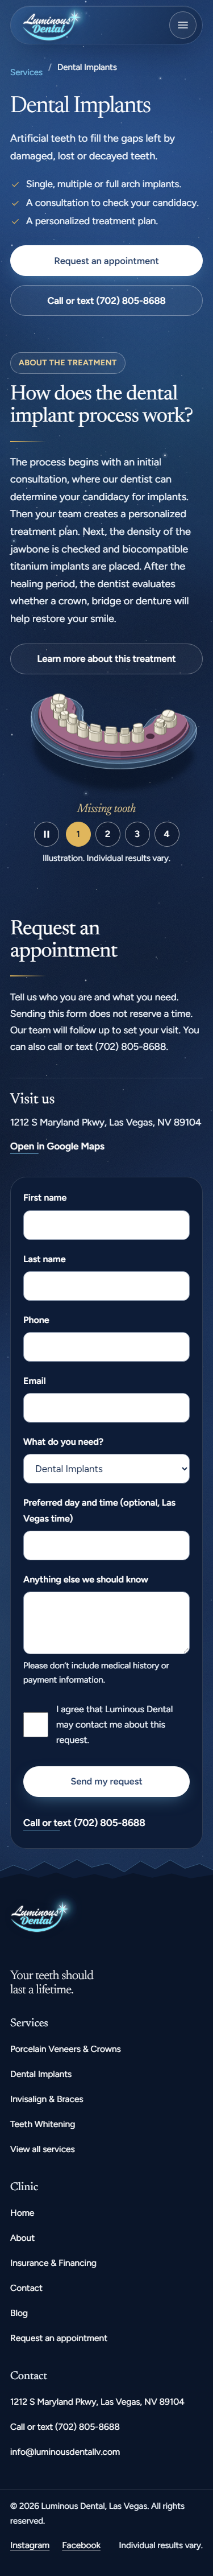 Luminous
Dental
Services / Dental Implants
Dental Implants
Artificial teeth to fill the gaps left by
damaged, lost or decayed teeth.
Single, multiple or full arch implants.
A consultation to check your candidacy.
A personalized treatment plan.
Request an appointment
Call or text (702) 805-8688
ABOUT THE TREATMENT
How does the dental
implant process work?
The process begins with an initial
consultation, where our dentist can
determine your candidacy for implants.
Then your team creates a personalized
treatment plan. Next, the density of the
jawbone is checked and biocompatible
titanium implants are placed. After the
healing period, the dentist evaluates
whether a crown, bridge or denture will
help restore your smile.
Learn more about this treatment
Missing tooth
1 2 3 4
Illustration. Individual results vary.
Request an
appointment
Tell us who you are and what you need.
Sending this form does not reserve a time.
Our team will follow up to set your visit. You
can also call or text (702) 805-8688.
Visit us
1212 S Maryland Pkwy, Las Vegas, NV 89104
Open in Google Maps
First name
Last name
Phone
Email
What do you need?
Dental Implants
Preferred day and time (optional, Las
Vegas time)
Anything else we should know
Please don't include medical history or
payment information.
I agree that Luminous Dental
may contact me about this
request.
Send my request
Call or text (702) 805-8688
Luminous
Dental
Your teeth should
last a lifetime.
Services
Porcelain Veneers & Crowns
Dental Implants
Invisalign & Braces
Teeth Whitening
View all services
Clinic
Home
About
Insurance & Financing
Contact
Blog
Request an appointment
Contact
1212 S Maryland Pkwy, Las Vegas, NV 89104
Call or text (702) 805-8688
info@luminousdentallv.com
© 2026 Luminous Dental, Las Vegas. All rights
reserved.
Instagram Facebook Individual results vary.